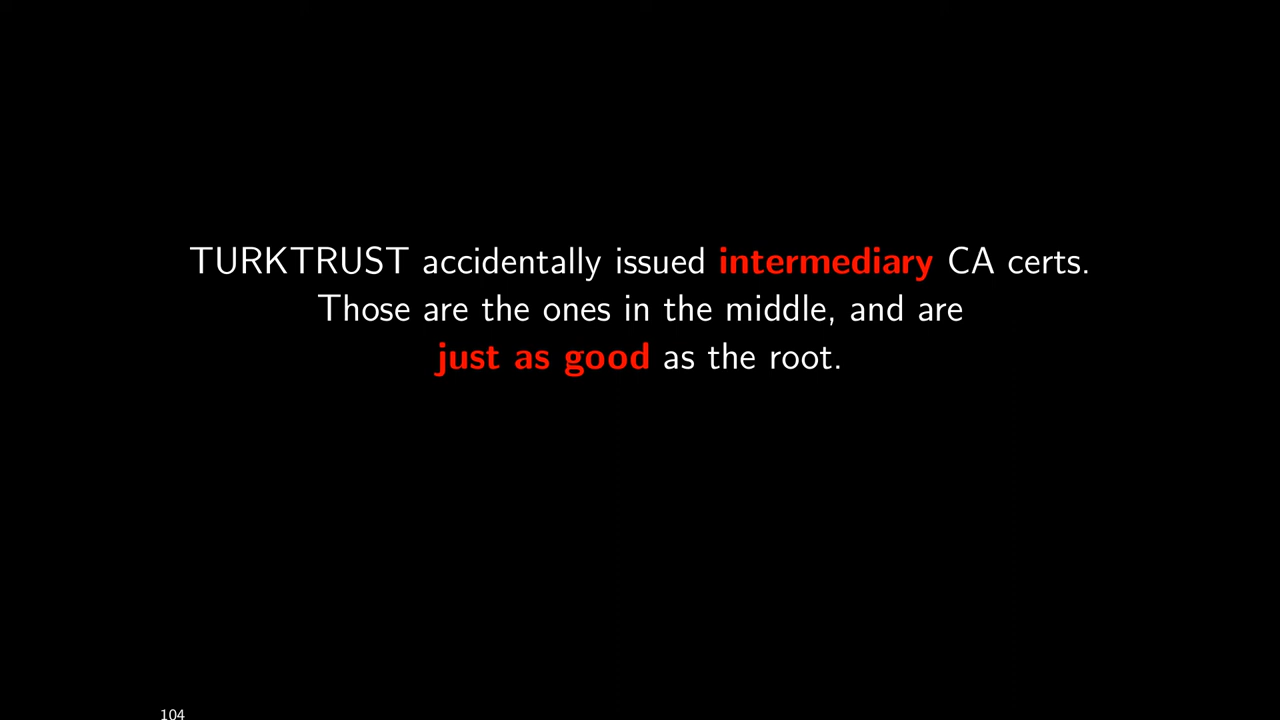 TURKTRUST accidentally issued intermediary CA certs.
Those are the ones in the middle, and are
just as good as the root.
104